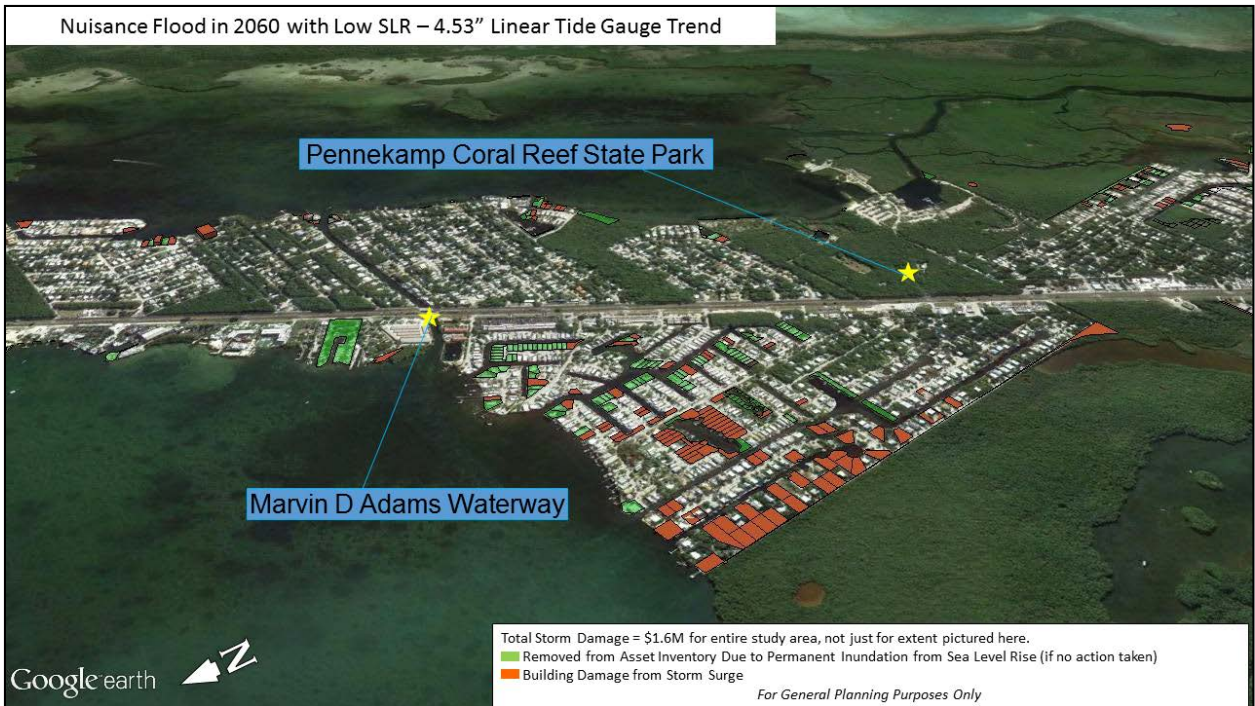 Nuisance Flood in 2060 with Low SLR – 4.53” Linear Tide Gauge Trend
Pennekamp Coral Reef State Park
Marvin D Adams Waterway
Total Storm Damage = $1.6M for entire study area, not just for extent pictured here.
Removed from Asset Inventory Due to Permanent Inundation from Sea Level Rise (if no action taken)
Building Damage from Storm Surge
For General Planning Purposes Only
Google earth
N